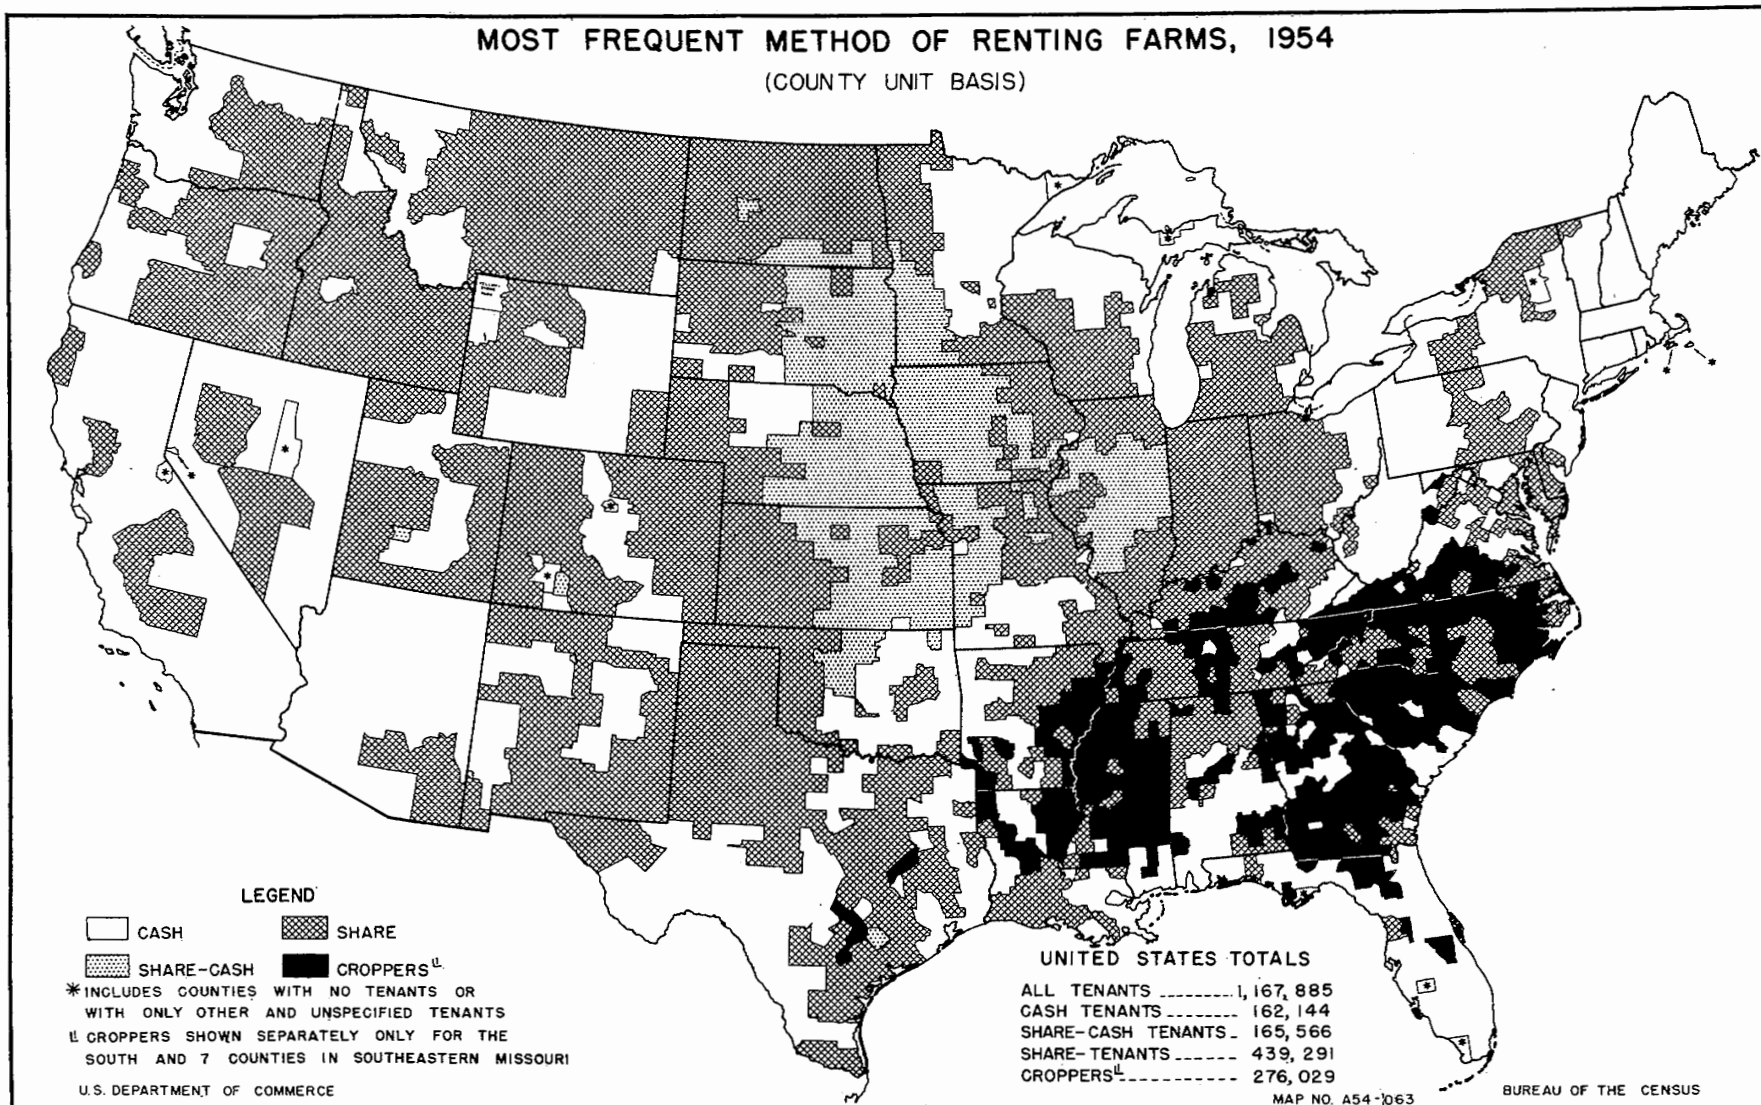 MOST FREQUENT METHOD OF RENTING FARMS, 1954
(COUNTY UNIT BASIS)
LEGEND
CASH
SHARE
SHARE-CASH
CROPPERS 1/
* INCLUDES COUNTIES WITH NO TENANTS OR
WITH ONLY OTHER AND UNSPECIFIED TENANTS
1/ CROPPERS SHOWN SEPARATELY ONLY FOR THE
SOUTH AND 7 COUNTIES IN SOUTHEASTERN MISSOURI
U.S. DEPARTMENT OF COMMERCE
UNITED STATES TOTALS
ALL TENANTS ---------- 1,167,885
CASH TENANTS ------- 162,144
SHARE-CASH TENANTS - 165,566
SHARE-TENANTS ------ 439,291
CROPPERS 1/ ---------- 276,029
MAP NO. A54-1063
BUREAU OF THE CENSUS